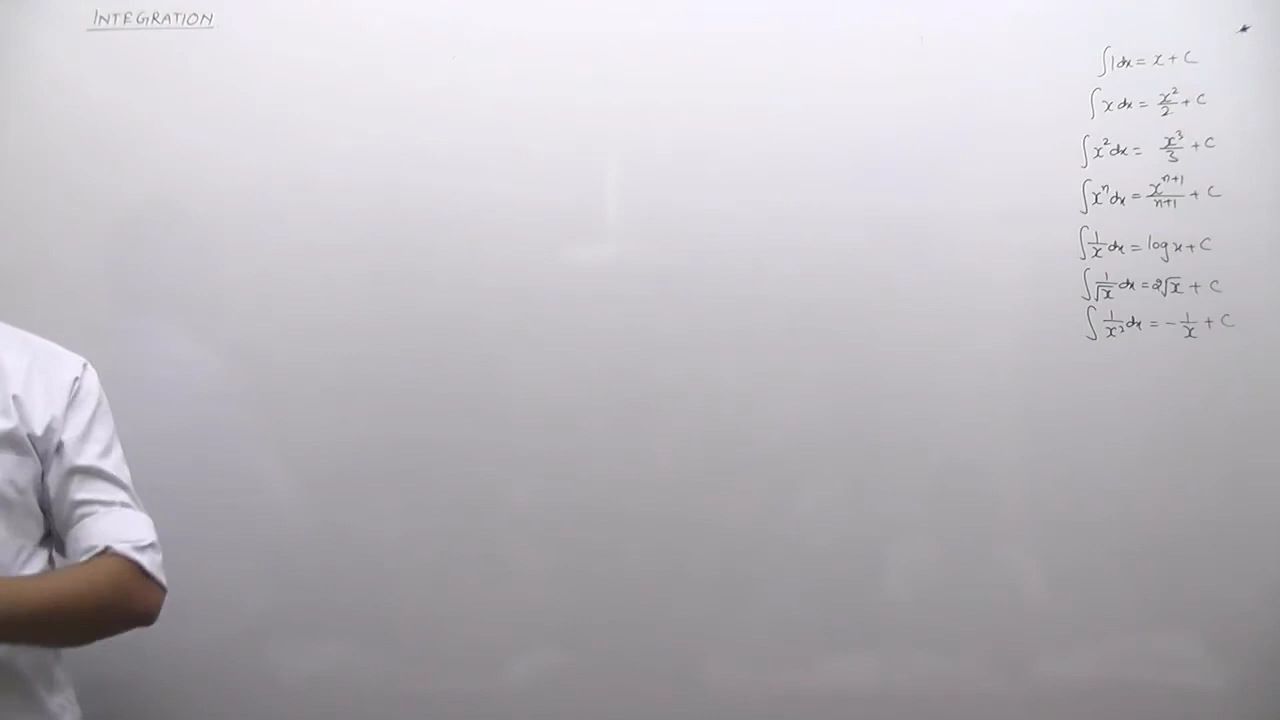 INTEGRATION
∫1dx = x + C
∫x dx = x²/2 + C
∫x²dx = x³/3 + C
∫xⁿdx = xⁿ⁺¹/n+1 + C
∫1/x dx = log x + C
∫1/√x dx = 2√x + C
∫1/x² dx = -1/x + C